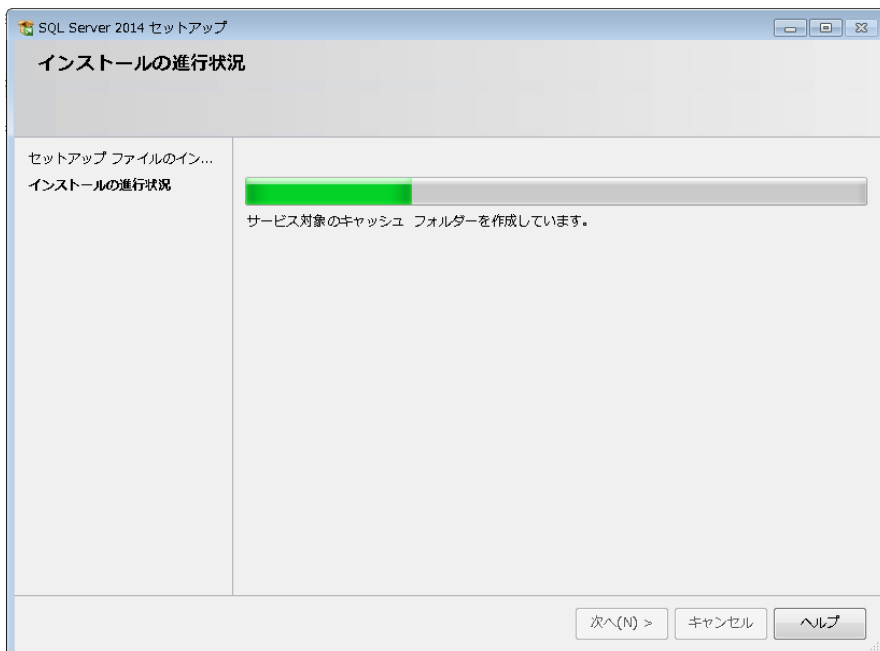 SQL Server 2014 セットアップ
インストールの進行状況
セットアップ ファイルのイン...
インストールの進行状況
サービス対象のキャッシュ フォルダーを作成しています。
次へ(N) >
キャンセル
ヘルプ